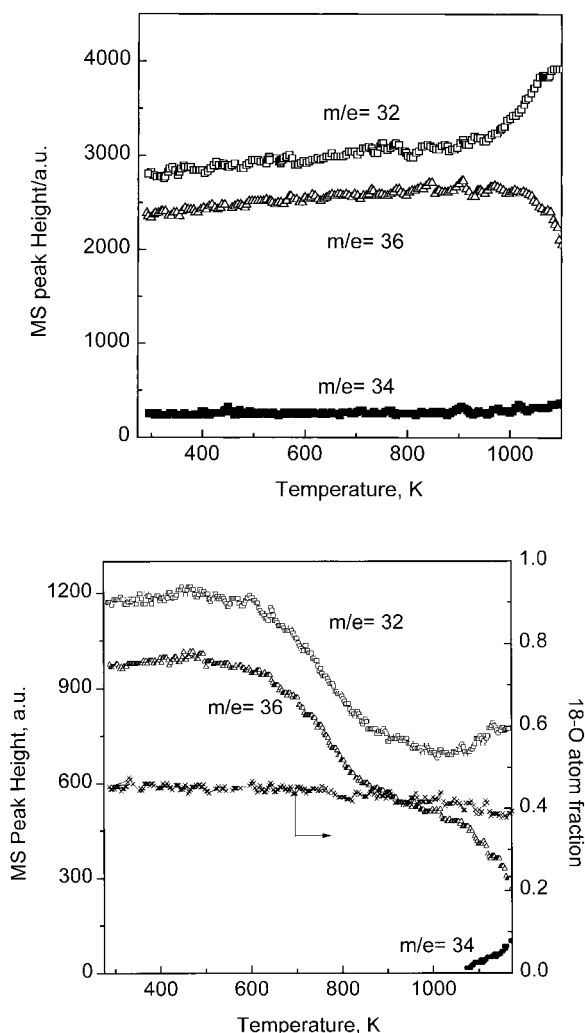 4000
3000
2000
1000
0
MS peak Height/a.u.
m/e= 32
m/e= 36
m/e= 34
400 600 800 1000
Temperature, K
1200
900
600
300
0
MS Peak Height, a.u.
m/e= 32
m/e= 36
m/e= 34
1.0
0.8
0.6
0.4
0.2
0.0
18-O atom fraction
400 600 800 1000
Temperature, K